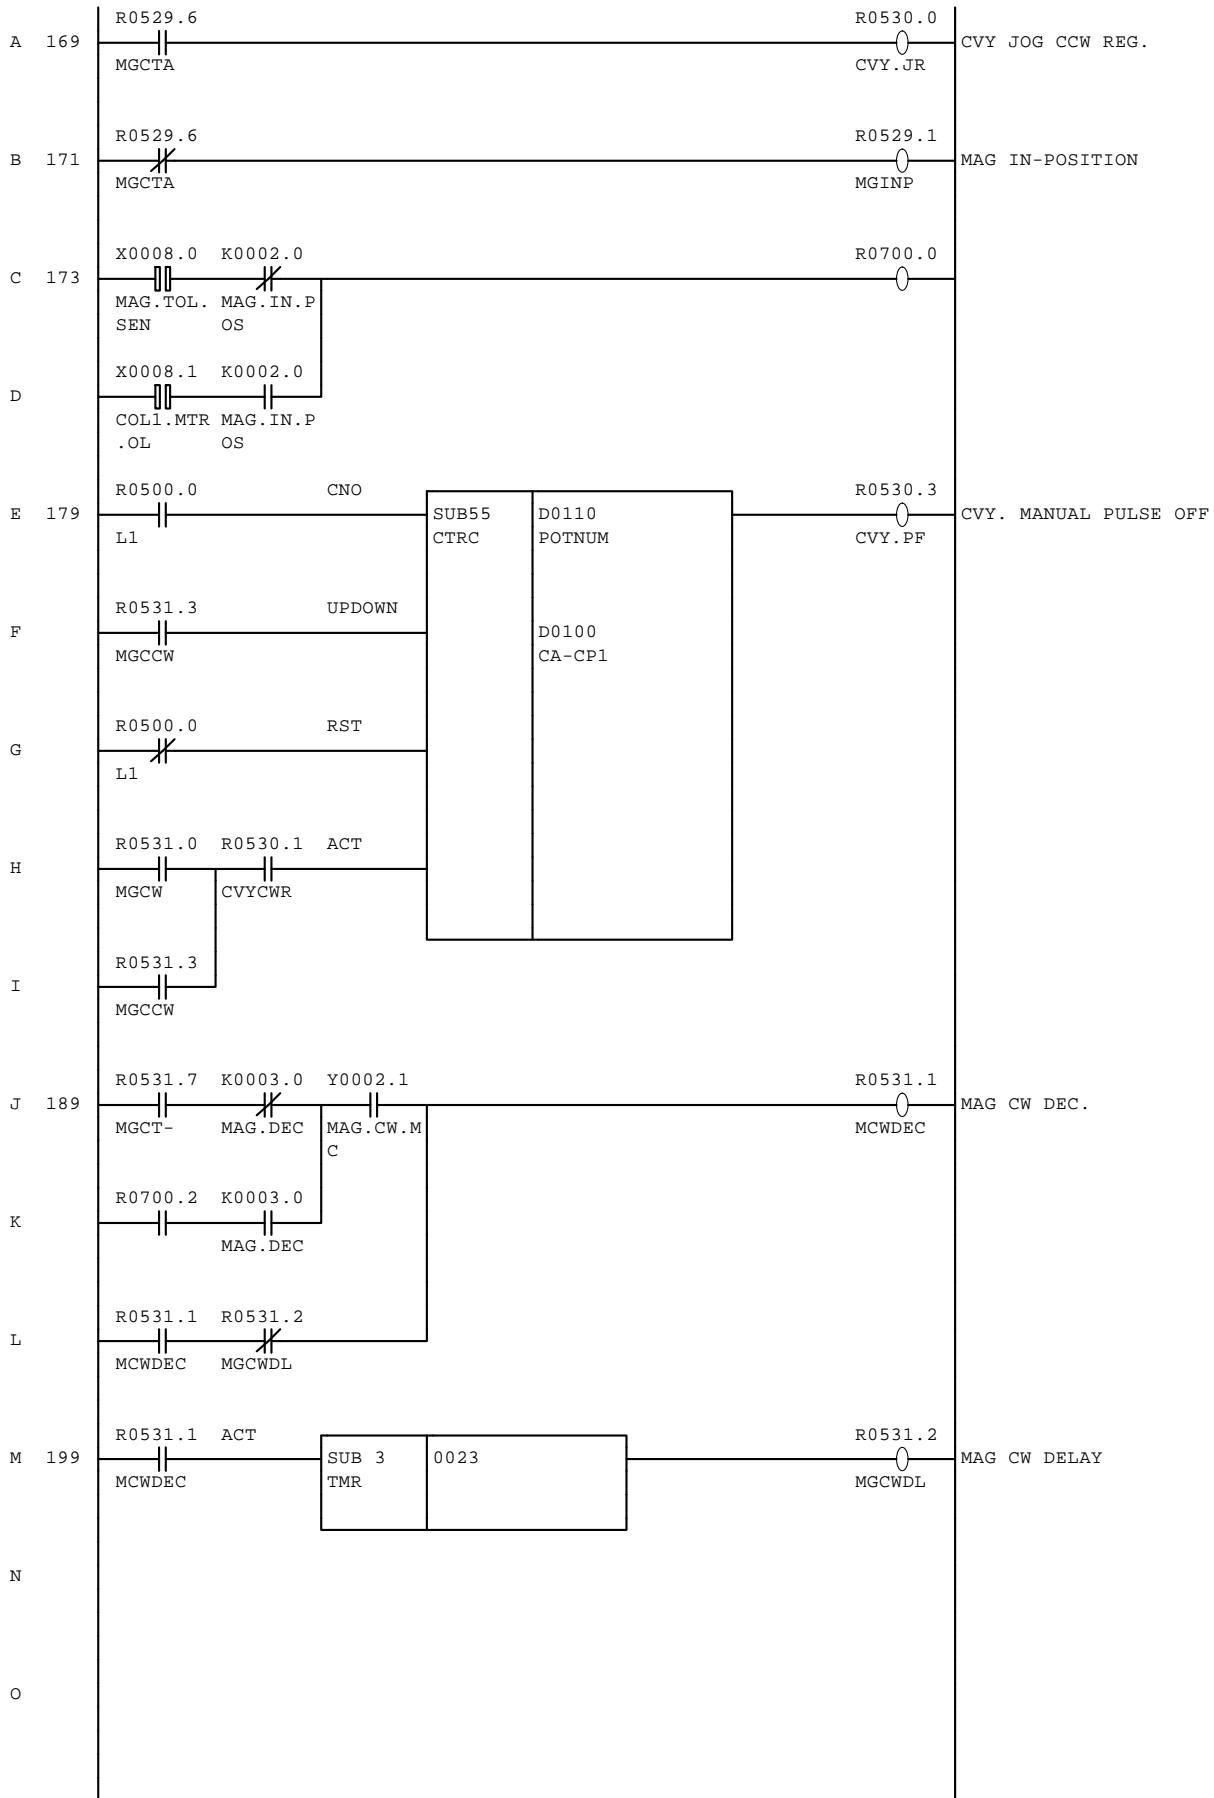 R0529.6 R0530.0
A 169 CVY JOG CCW REG.
MGCTA CVY.JR
R0529.6 R0529.1
B 171 MAG IN-POSITION
MGCTA MGINP
X0008.0 K0002.0 R0700.0
C 173
MAG.TOL. MAG.IN.P
SEN OS
X0008.1 K0002.0
D
COL1.MTR MAG.IN.P
.OL OS
R0500.0 CNO R0530.3
E 179 SUB55 D0110 CVY. MANUAL PULSE OFF
L1 CTRC POTNUM CVY.PF
R0531.3 UPDOWN
F D0100
MGCCW CA-CP1
R0500.0 RST
G
L1
R0531.0 R0530.1 ACT
H
MGCW CVYCWR
R0531.3
I
MGCCW
R0531.7 K0003.0 Y0002.1 R0531.1
J 189 MAG CW DEC.
MGCT- MAG.DEC MAG.CW.M MCWDEC
C
R0700.2 K0003.0
K
MAG.DEC
R0531.1 R0531.2
L
MCWDEC MGCWDL
R0531.1 ACT R0531.2
M 199 SUB 3 0023 MAG CW DELAY
MCWDEC TMR MGCWDL
N
O